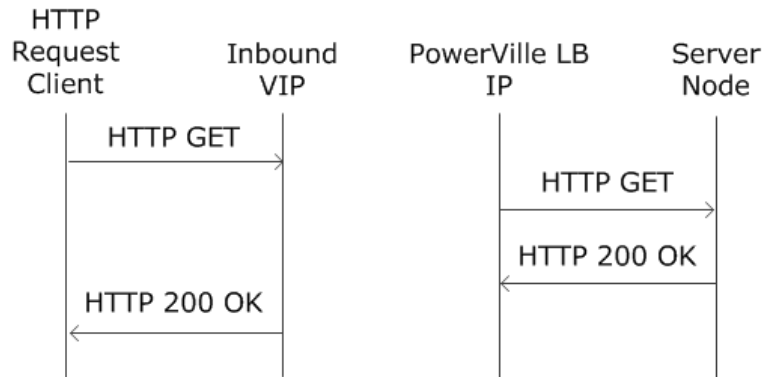 HTTP
Request
Client
Inbound
VIP
PowerVille LB
IP
Server
Node
HTTP GET
HTTP GET
HTTP 200 OK
HTTP 200 OK